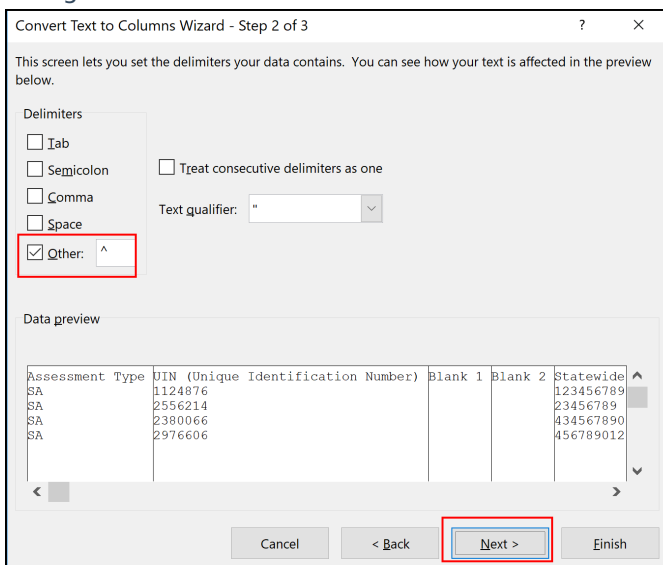 Convert Text to Columns Wizard - Step 2 of 3 ? ×
This screen lets you set the delimiters your data contains. You can see how your text is affected in the preview
below.
Delimiters
Tab
Semicolon
Treat consecutive delimiters as one
Comma
Text qualifier: "
Space
Other: ^
Data preview
Assessment Type UIN (Unique Identification Number) Blank 1 Blank 2 Statewide
SA 1124876 123456789
SA 2556214 23456789
SA 2380066 434567890
SA 2976606 456789012
Cancel < Back Next > Finish